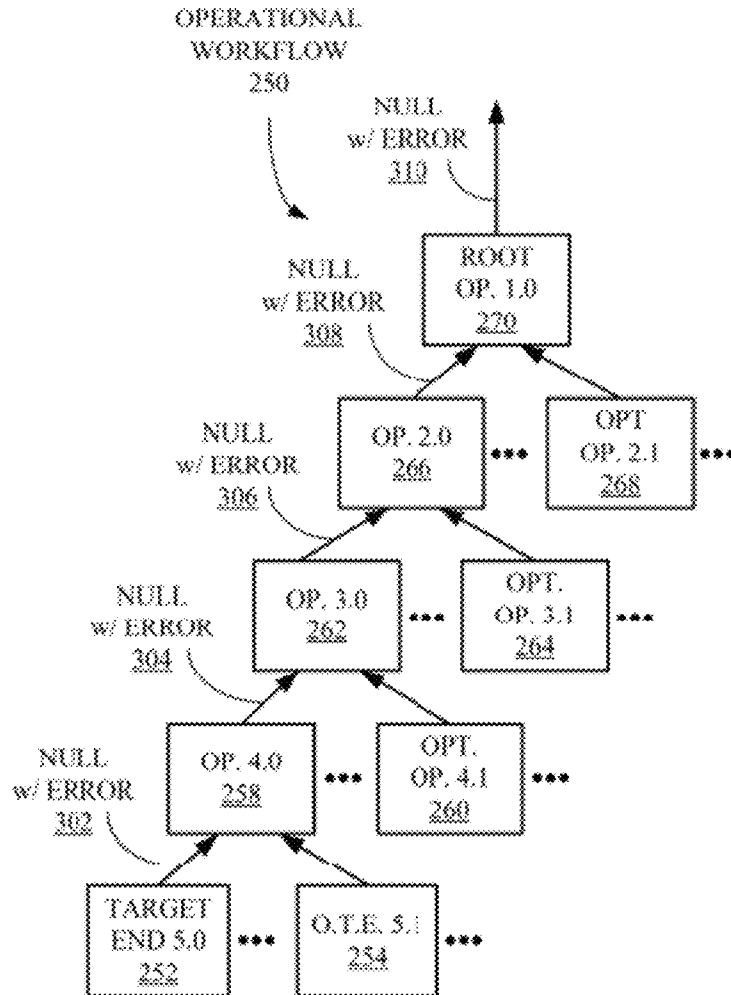 OPERATIONAL
WORKFLOW
250
NULL
w/ ERROR
310
ROOT
OP. 1.0
270
NULL
w/ ERROR
308
OP. 2.0
266
•••
OPT
OP. 2.1
268
•••
NULL
w/ ERROR
306
OP. 3.0
262
•••
OPT.
OP. 3.1
264
•••
NULL
w/ ERROR
304
OP. 4.0
258
•••
OPT.
OP. 4.1
260
•••
NULL
w/ ERROR
302
TARGET
END 5.0
252
•••
O.T.E. 5.1
254
•••